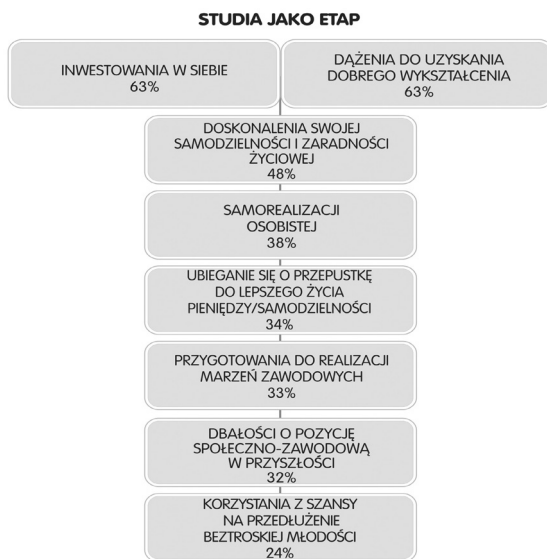 STUDIA JAKO ETAP
INWESTOWANIA W SIEBIE
63%
DĄŻENIA DO UZYSKANIA
DOBREGO WYKSZTAŁCENIA
63%
DOSKONALENIA SWOJEJ
SAMODZIELNOŚCI I ZARADNOŚCI
ŻYCIOWEJ
48%
SAMOREALIZACJI
OSOBISTEJ
38%
UBIEGANIE SIĘ O PRZEPUSTKĘ
DO LEPSZEGO ŻYCIA
PIENIĘDZY/SAMODZIELNOŚCI
34%
PRZYGOTOWANIA DO REALIZACJI
MARZEŃ ZAWODOWYCH
33%
DBAŁOŚCI O POZYCJĘ
SPOŁECZNO-ZAWODOWĄ
W PRZYSZŁOŚCI
32%
KORZYSTANIA Z SZANSY
NA PRZEDŁUŻENIE
BEZTROSKIEJ MŁODOŚCI
24%